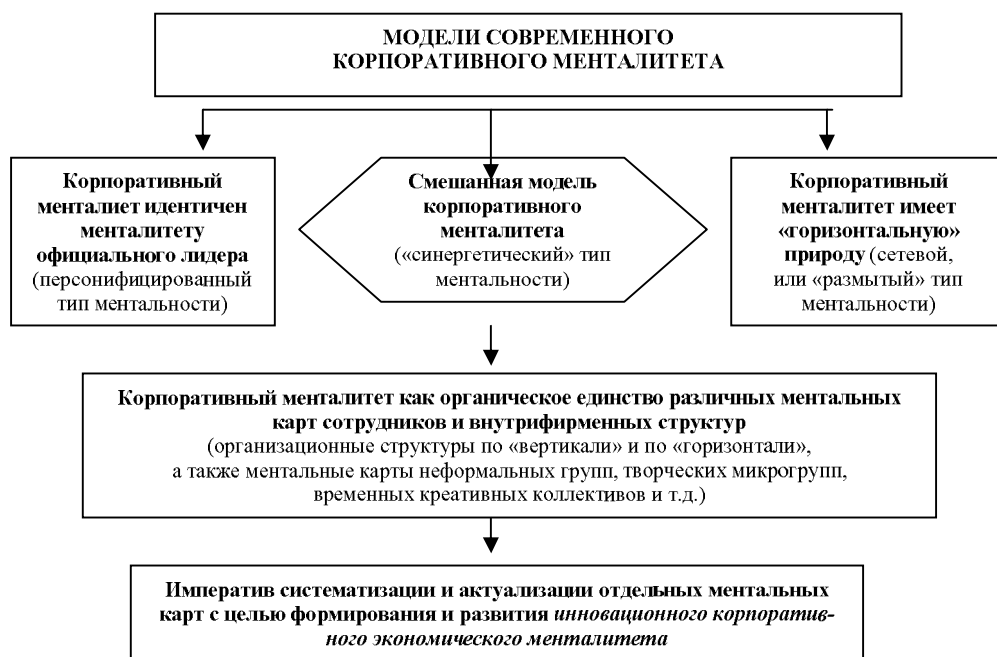 МОДЕЛИ СОВРЕМЕННОГО
КОРПОРАТИВНОГО МЕНТАЛИТЕТА
Корпоративный
менталиет идентичен
менталитету
официального лидера
(персонифицированный
тип ментальности)
Смешанная модель
корпоративного
менталитета
(«синергетический» тип
ментальности)
Корпоративный
менталитет имеет
«горизонтальную»
природу (сетевой,
или «размытый» тип
ментальности)
Корпоративный менталитет как органическое единство различных ментальных
карт сотрудников и внутрифирменных структур
(организационные структуры по «вертикали» и по «горизонтали»,
а также ментальные карты неформальных групп, творческих микрогрупп,
временных креативных коллективов и т.д.)
Императив систематизации и актуализации отдельных ментальных
карт с целью формирования и развития инновационного корпоратив-
ного экономического менталитета